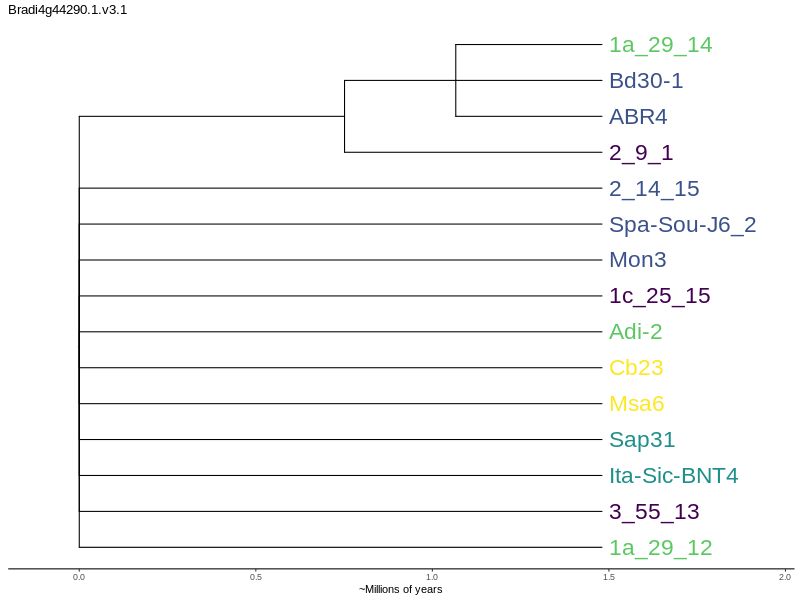 Bradi4g44290.1.v3.1
1a_29_14
Bd30-1
ABR4
2_9_1
2_14_15
Spa-Sou-J6_2
Mon3
1c_25_15
Adi-2
Cb23
Msa6
Sap31
Ita-Sic-BNT4
3_55_13
1a_29_12
0.0 0.5 1.0 1.5 2.0
~Millions of years